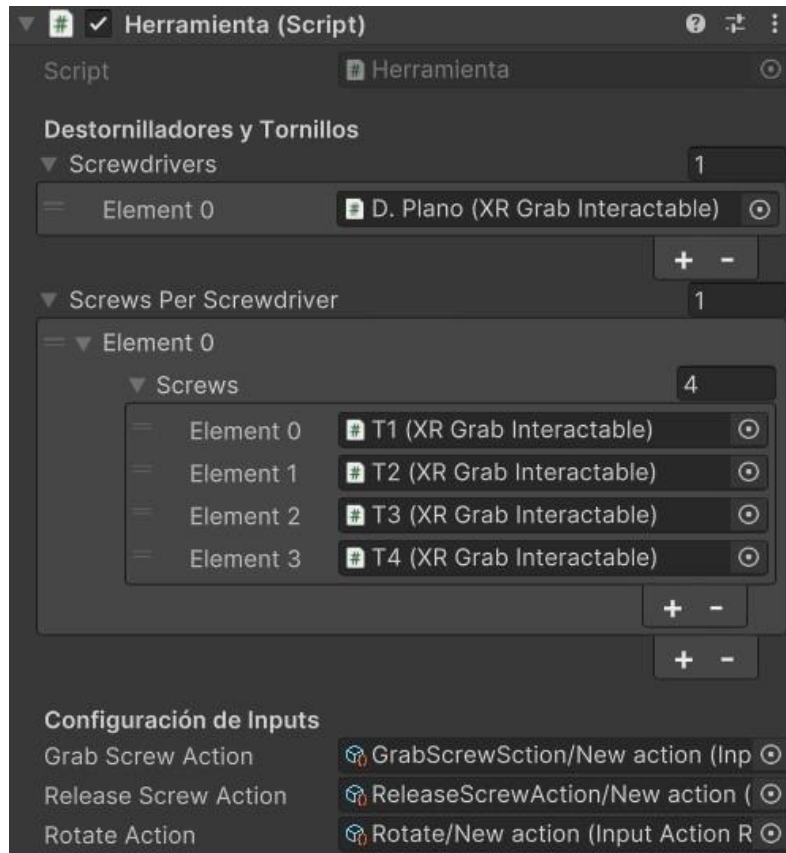 Herramienta (Script)
Script Herramienta
Destornilladores y Tornillos
Screwdrivers 1
Element 0 D. Plano (XR Grab Interactable)
+ -
Screws Per Screwdriver 1
Element 0
Screws 4
Element 0 T1 (XR Grab Interactable)
Element 1 T2 (XR Grab Interactable)
Element 2 T3 (XR Grab Interactable)
Element 3 T4 (XR Grab Interactable)
+ -
+ -
Configuración de Inputs
Grab Screw Action GrabScrewSction/New action (Inp
Release Screw Action ReleaseScrewAction/New action (
Rotate Action Rotate/New action (Input Action R